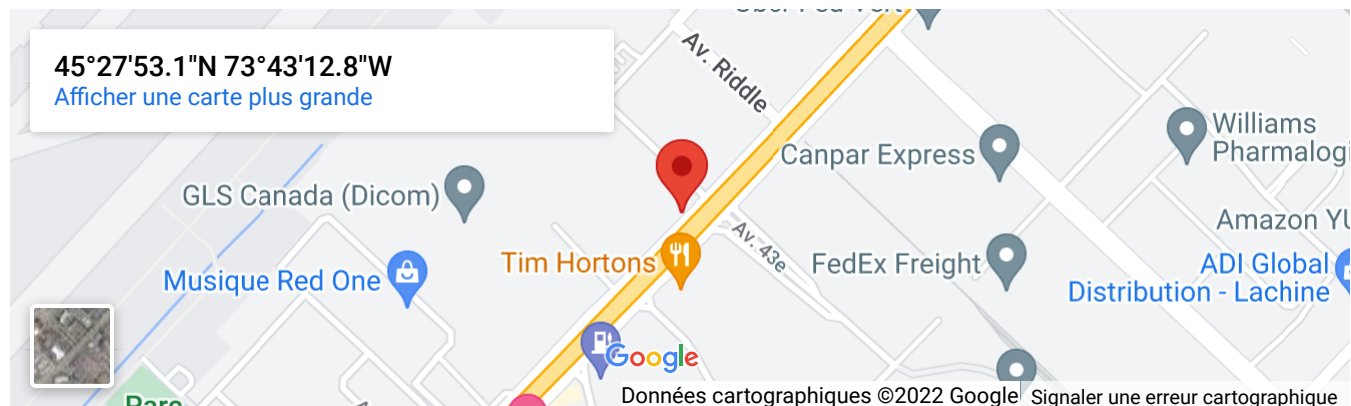 45°27'53.1"N 73°43'12.8"W
Afficher une carte plus grande
Av. Riddle
Williams
Canpar Express
GLS Canada (Dicom)
Amazon
Av. 43e
Tim Hortons
FedEx Freight
ADI Global
Distribution - Lachine
Musique Red One
Google
Données cartographiques ©2022 Google
Signaler une erreur cartographique